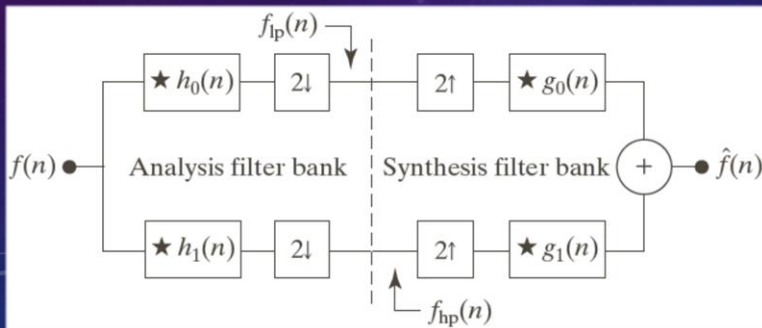 f_lp(n)
★ h₀(n) 2↓ 2↑ ★ g₀(n)
f(n) Analysis filter bank Synthesis filter bank + f̂(n)
★ h₁(n) 2↓ 2↑ ★ g₁(n)
f_hp(n)